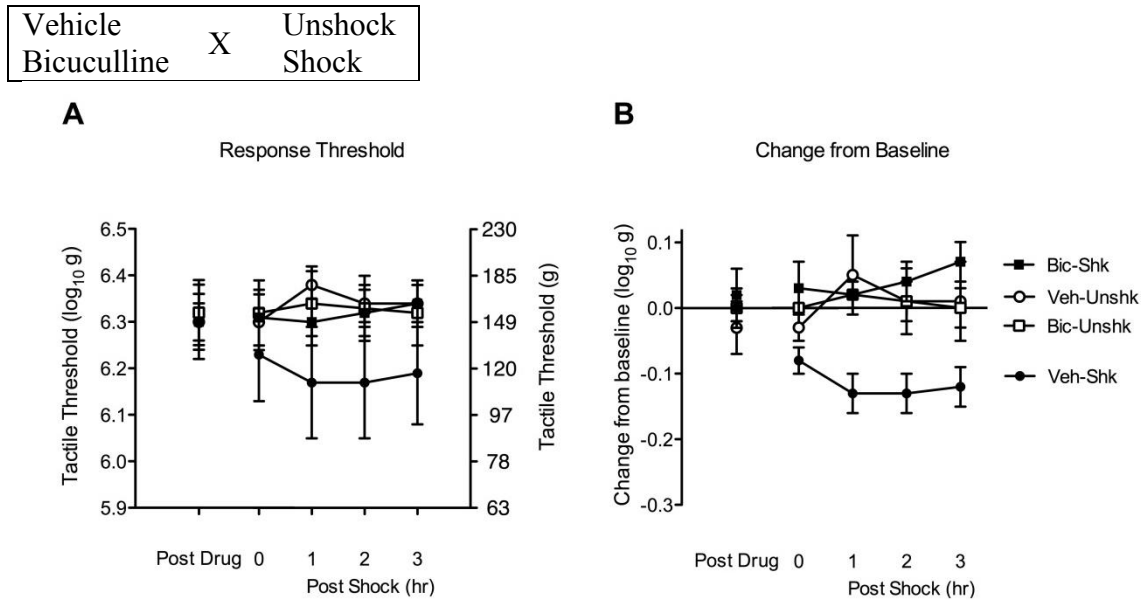 Vehicle X Unshock
Bicuculline Shock
A
Response Threshold
Tactile Threshold (log10 g)
6.5
6.4
6.3
6.2
6.1
6.0
5.9
230
185
149
120
97
78
63
Tactile Threshold (g)
Post Drug 0 1 2 3
Post Shock (hr)
B
Change from Baseline
Change from baseline (log10 g)
0.1
0.0
-0.1
-0.2
-0.3
Post Drug 0 1 2 3
Post Shock (hr)
Bic-Shk
Veh-Unshk
Bic-Unshk
Veh-Shk